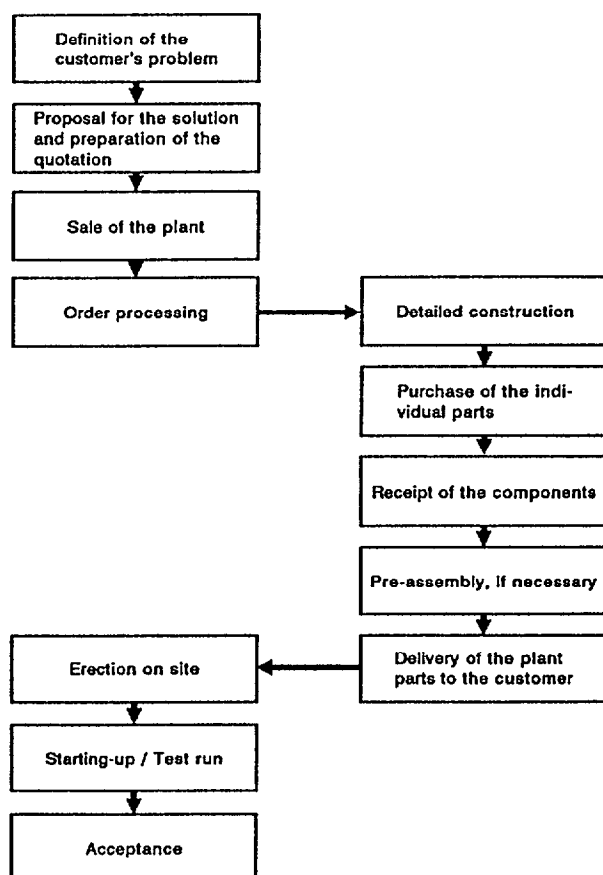 Definition of the
customer's problem
Proposal for the solution
and preparation of the
quotation
Sale of the plant
Order processing
Detailed construction
Purchase of the indi-
vidual parts
Receipt of the components
Pre-assembly, if necessary
Delivery of the plant
parts to the customer
Erection on site
Starting-up / Test run
Acceptance